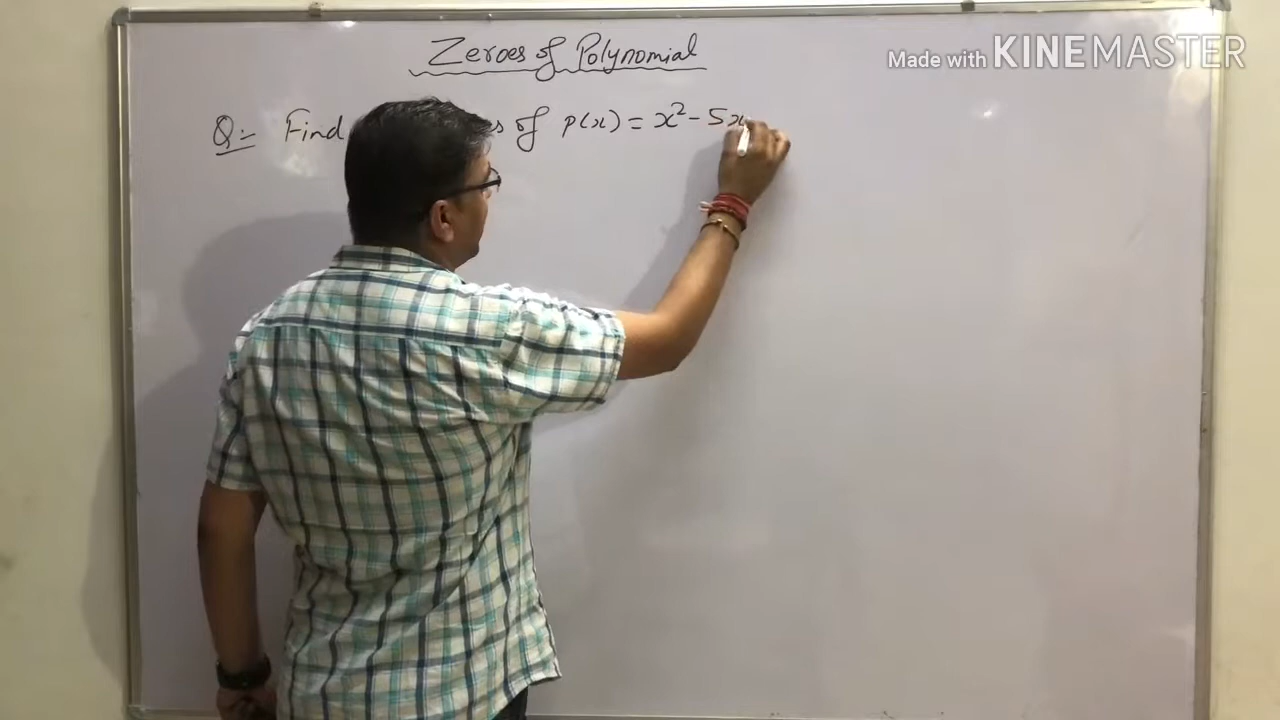 Zeroes of Polynomial
Made with KINEMASTER
Q:- Find of p(x) = x² - 5x